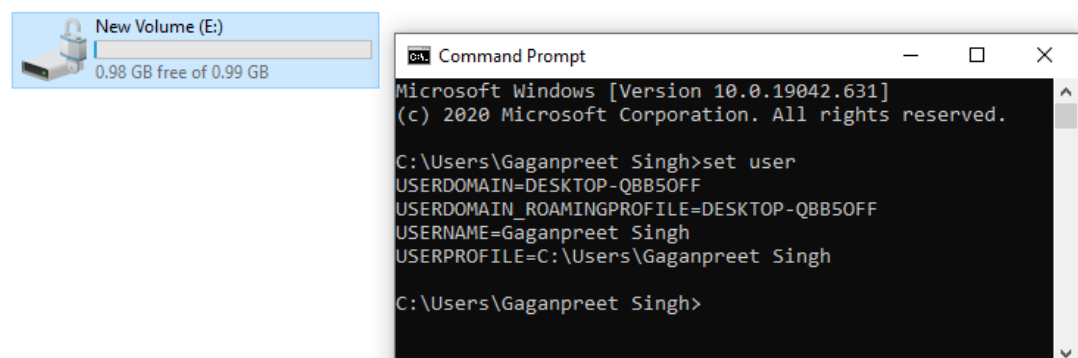 New Volume (E:)
0.98 GB free of 0.99 GB
Command Prompt
Microsoft Windows [Version 10.0.19042.631]
(c) 2020 Microsoft Corporation. All rights reserved.
C:\Users\Gaganpreet Singh>set user
USERDOMAIN=DESKTOP-QBB5OFF
USERDOMAIN_ROAMINGPROFILE=DESKTOP-QBB5OFF
USERNAME=Gaganpreet Singh
USERPROFILE=C:\Users\Gaganpreet Singh
C:\Users\Gaganpreet Singh>